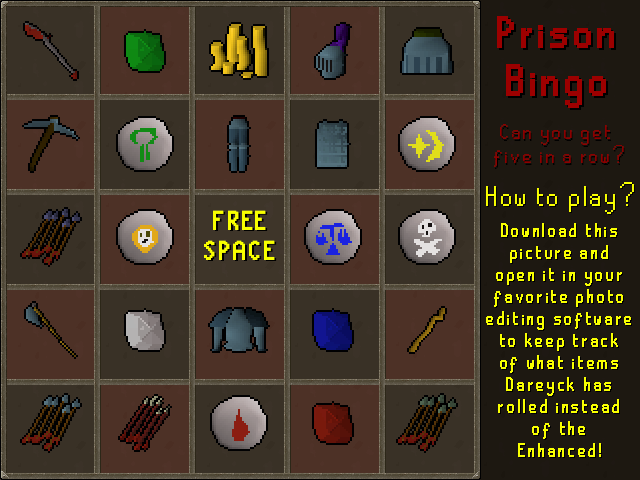 Prison
Bingo
Can you get
five in a row?
How to play?
Download this
picture and
open it in your
favorite photo
editing software
to keep track
of what items
Dareyck has
rolled instead
of the
Enhanced!
FREE
SPACE